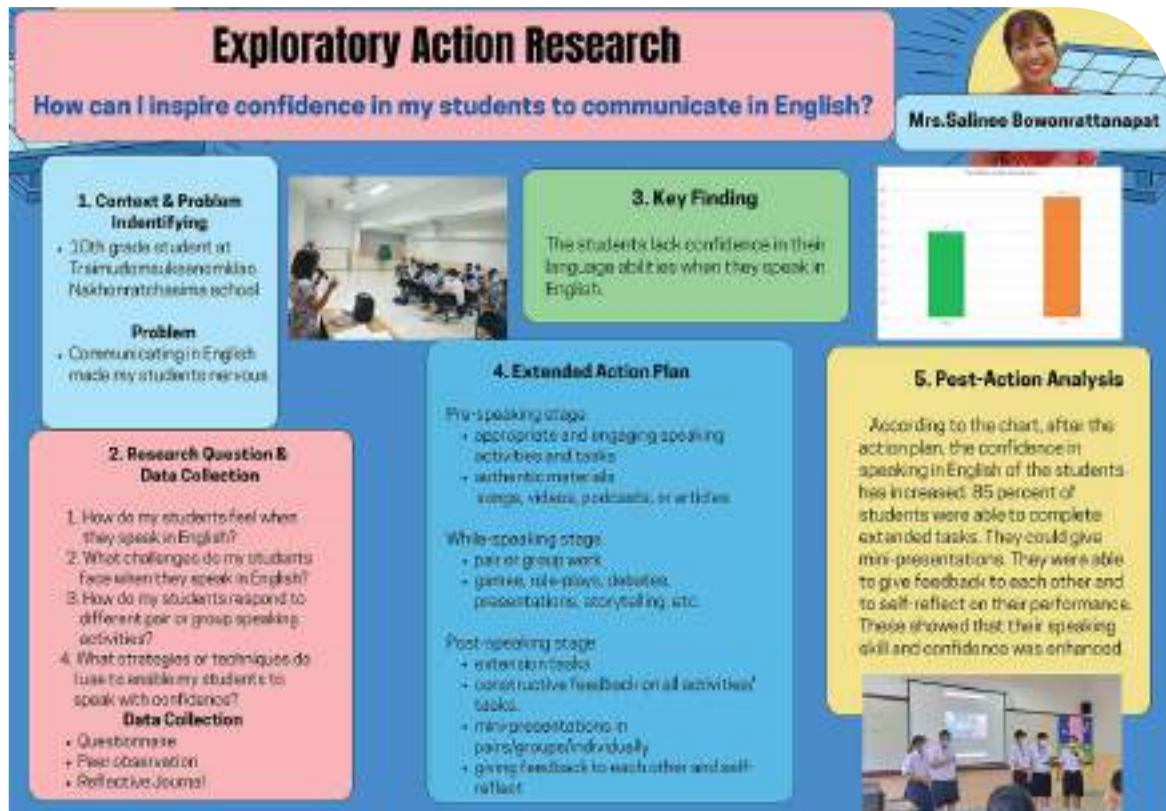 Exploratory Action Research
How can I inspire confidence in my students to communicate in English?
Mrs.Salinee Bowonrattanapat
1. Context & Problem
Indentifying
• 10th grade student at
Nakhonratchasima school
Problem
• Communicating in English
made my students nervous
2. Research Question &
Data Collection
1. How do my students feel when
they speak in English?
2. What challenges do my students
face when they speak in English?
3. How do my students respond to
different pair or group speaking
activities?
4. What strategies or techniques do
I use to enable my students to
speak with confidence?
Data Collection
• Questionnaire
• Peer observation
• Reflective Journal
3. Key Finding
The students lack confidence in their
language abilities when they speak in
English.
4. Extended Action Plan
Pre-speaking stage
• appropriate and engaging speaking
activities and tasks
• authentic materials
songs, videos, podcasts, or articles
While-speaking stage
• pair or group work
• games, role-plays, debates,
presentations, storytelling, etc.
Post-speaking stage
• extension tasks
• constructive feedback on all activities/
tasks.
• mini-presentations in
pairs/groups/individually
• giving feedback to each other and self-
reflect
5. Post-Action Analysis
According to the chart, after the
action plan, the confidence in
speaking in English of the students
has increased. 85 percent of
students were able to complete
extended tasks. They could give
mini-presentations. They were able
to give feedback to each other and
to self-reflect on their performance.
These showed that their speaking
skill and confidence was enhanced